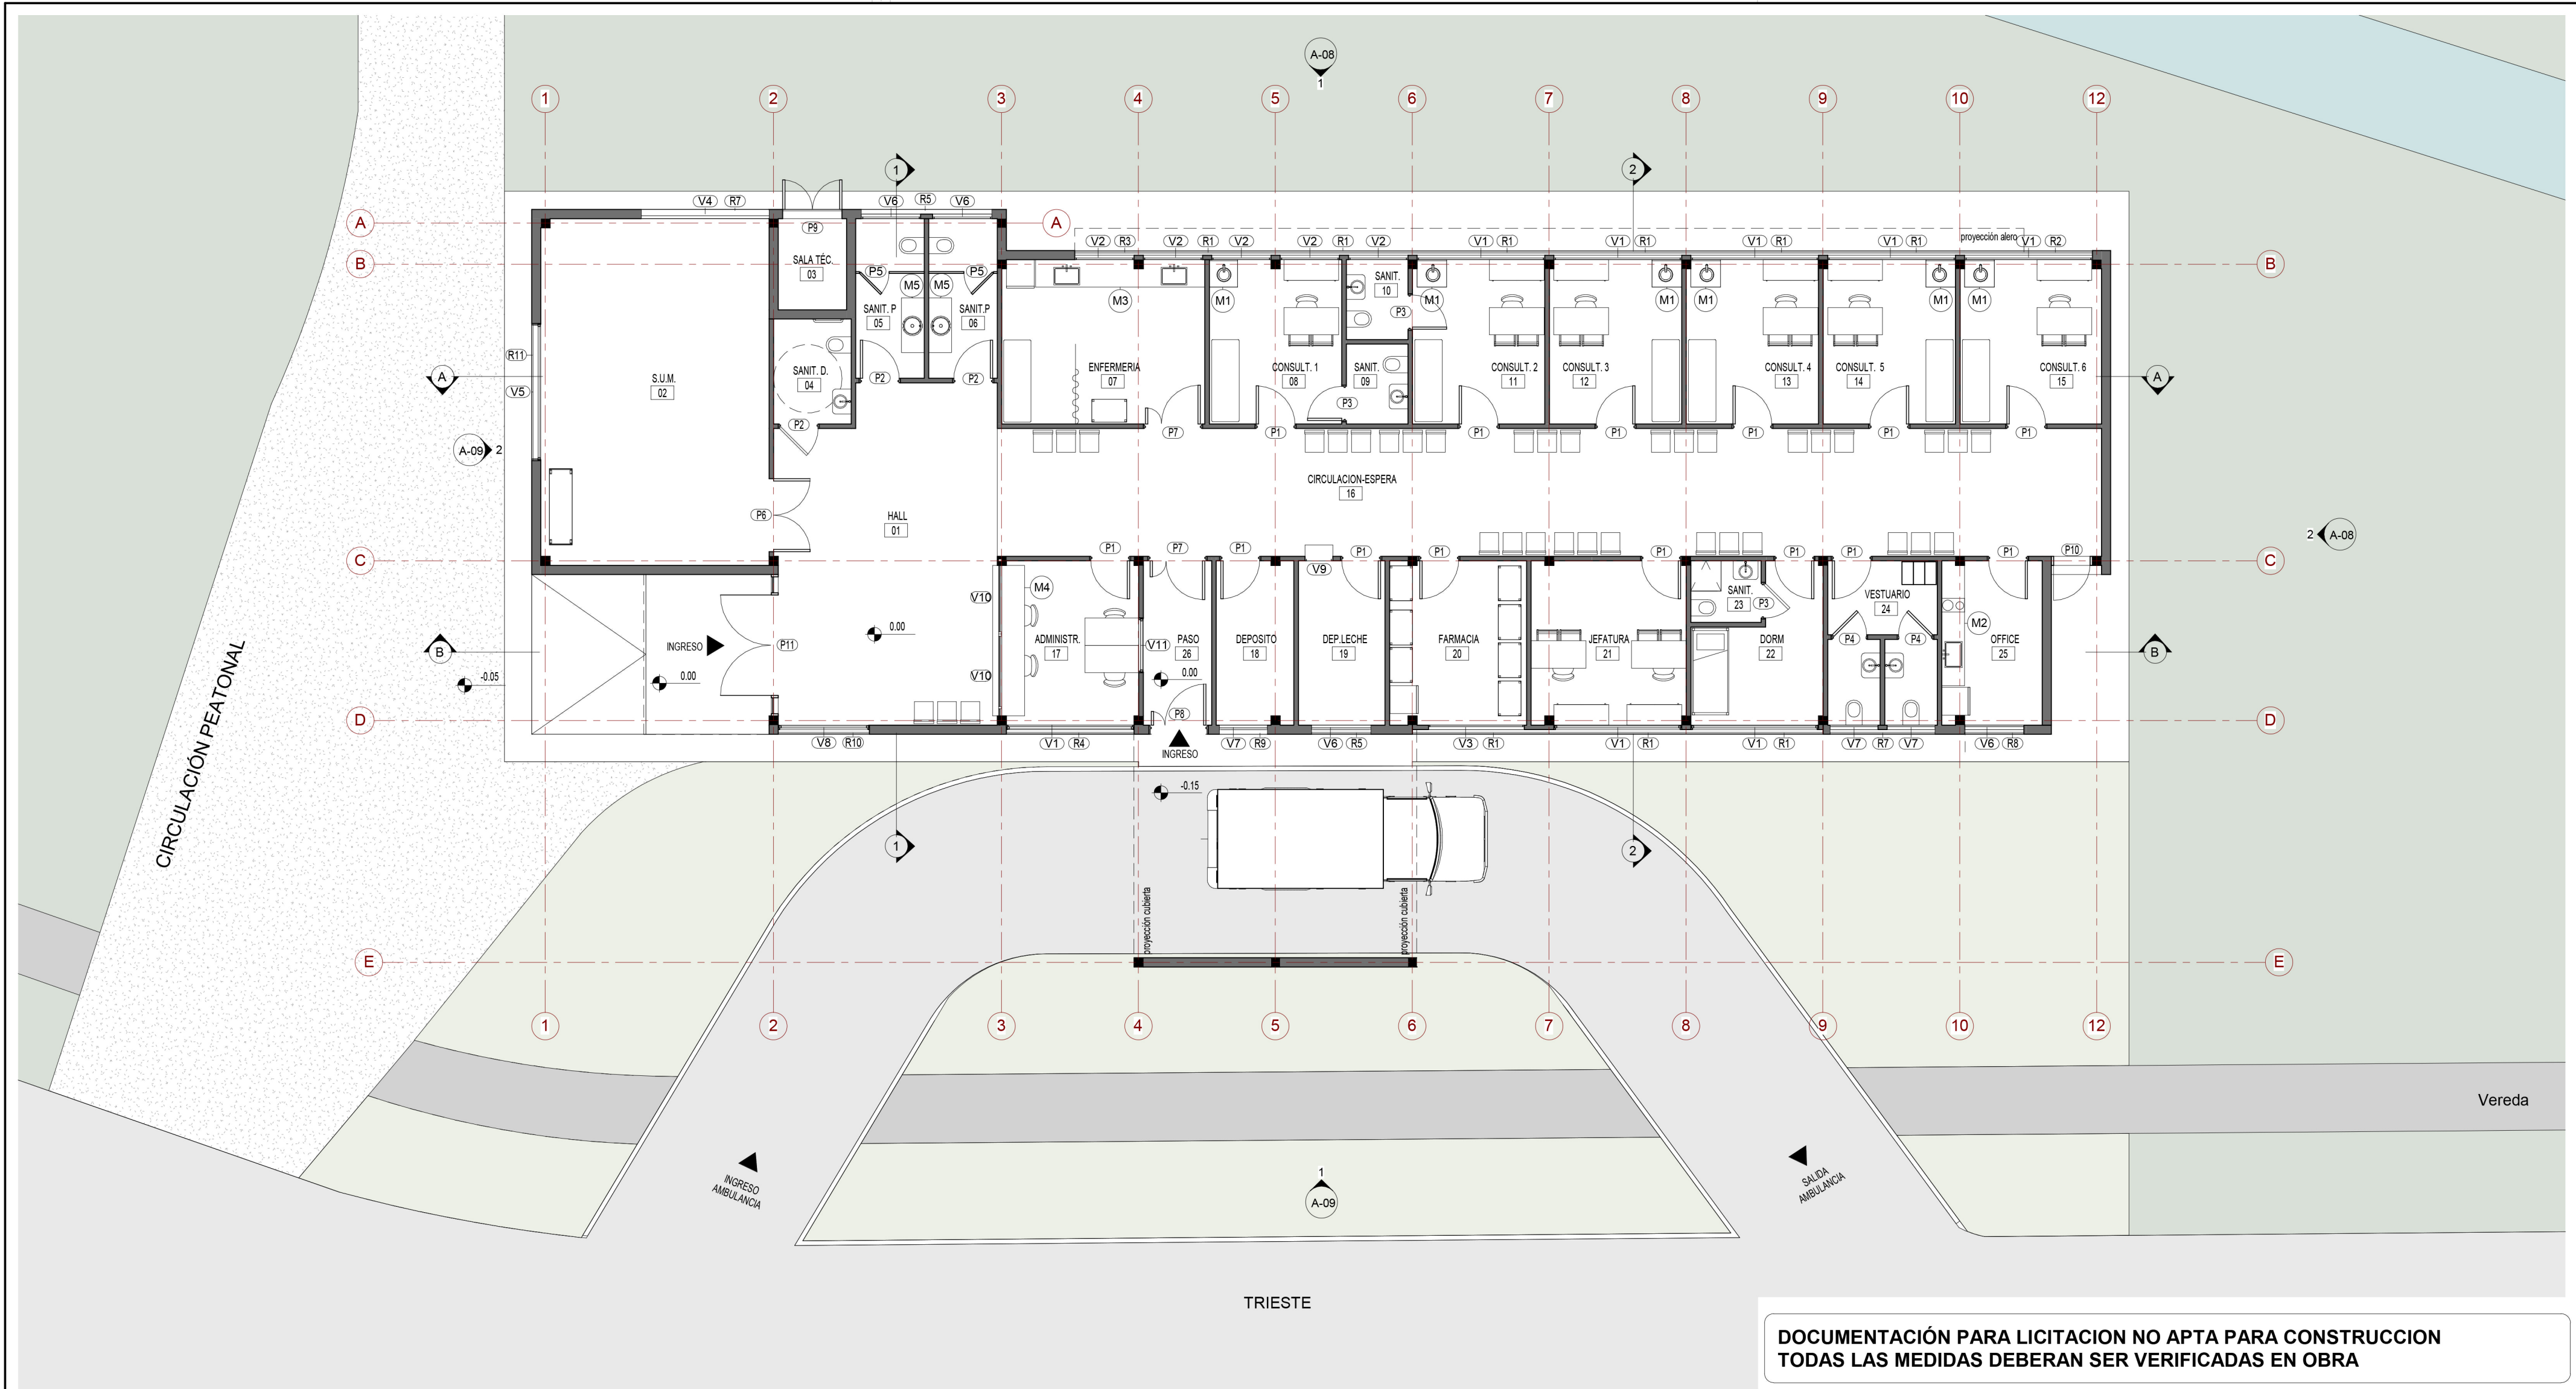 A-08
1
1 2 3 4 5 6 7 8 9 10 12
1 2
V4 R7 V6 R5 V6
A A
P9
V2 R3 V2 R1 V2 V2 R1 V2 V1 R1 V1 R1 V1 R1 V1 R1 V1 R2
proyección alero
B B
SALA TÉC.
03
P5 P5
M5 M5
SANIT. P
05
SANIT.P
06
M3 M1 M1 M1 M1 M1 M1
SANIT.
10
P3
R11
V5
A A
S.U.M.
02
SANIT. D.
04
P2 P2 P2
ENFERMERIA
07
CONSULT. 1
08
SANIT.
09
P3
CONSULT. 2
11
CONSULT. 3
12
CONSULT. 4
13
CONSULT. 5
14
CONSULT. 6
15
P7 P1 P1 P1 P1 P1 P1
A-09 2
CIRCULACION-ESPERA
16
P6
HALL
01
2 A-08
C C
P1 P7 P1 P1 P1 P1 P1 P1 P1 P10
V9
M4
V10
V10
INGRESO
P11
0.00
0.00
-0.05
B B
ADMINISTR.
17
V11
PASO
26
0.00
P8
DEPOSITO
18
DEP.LECHE
19
FARMACIA
20
JEFATURA
21
SANIT.
23
P3
DORM
22
VESTUARIO
24
P4 P4
M2
OFFICE
25
D D
V8 R10 V1 R4 V7 R9 V6 R5 V3 R1 V1 R1 V1 R1 V7 R7 V7 V6 R8
INGRESO
-0.15
1 2
CIRCULACIÓN PEATONAL
proyección cubierta
proyección cubierta
E E
1 2 3 4 5 6 7 8 9 10 12
Vereda
INGRESO
AMBULANCIA
SALIDA
AMBULANCIA
1
A-09
TRIESTE
DOCUMENTACIÓN PARA LICITACION NO APTA PARA CONSTRUCCION
TODAS LAS MEDIDAS DEBERAN SER VERIFICADAS EN OBRA